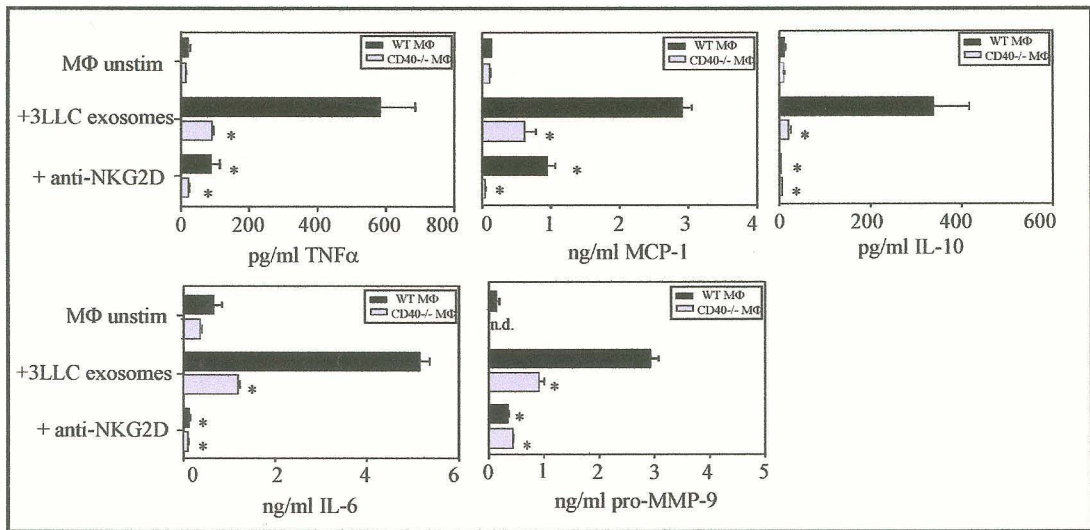 MΦ unstim
+3LLC exosomes
+ anti-NKG2D
WT MΦ
CD40-/- MΦ
*
*
*
0 200 400 600 800
pg/ml TNFα
WT MΦ
CD40-/- MΦ
*
*
*
0 1 2 3 4
ng/ml MCP-1
WT MΦ
CD40-/- MΦ
*
*
*
0 200 400 600
pg/ml IL-10
MΦ unstim
+3LLC exosomes
+ anti-NKG2D
WT MΦ
CD40-/- MΦ
*
*
*
0 2 4 6
ng/ml IL-6
WT MΦ
CD40-/- MΦ
n.d.
*
*
*
0 1 2 3 4 5
ng/ml pro-MMP-9